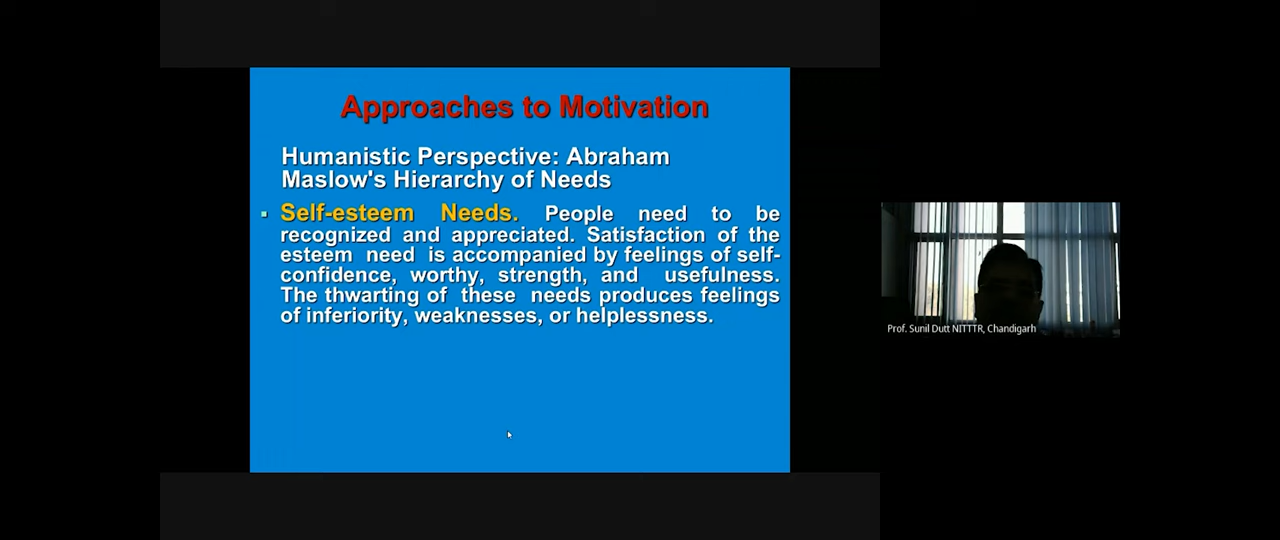 Approaches to Motivation
Humanistic Perspective: Abraham
Maslow's Hierarchy of Needs
Self-esteem Needs. People need to be
recognized and appreciated. Satisfaction of the
esteem need is accompanied by feelings of self-
confidence, worthy, strength, and usefulness.
The thwarting of these needs produces feelings
of inferiority, weaknesses, or helplessness.
Prof. Sunil Dutt NITTTR, Chandigarh